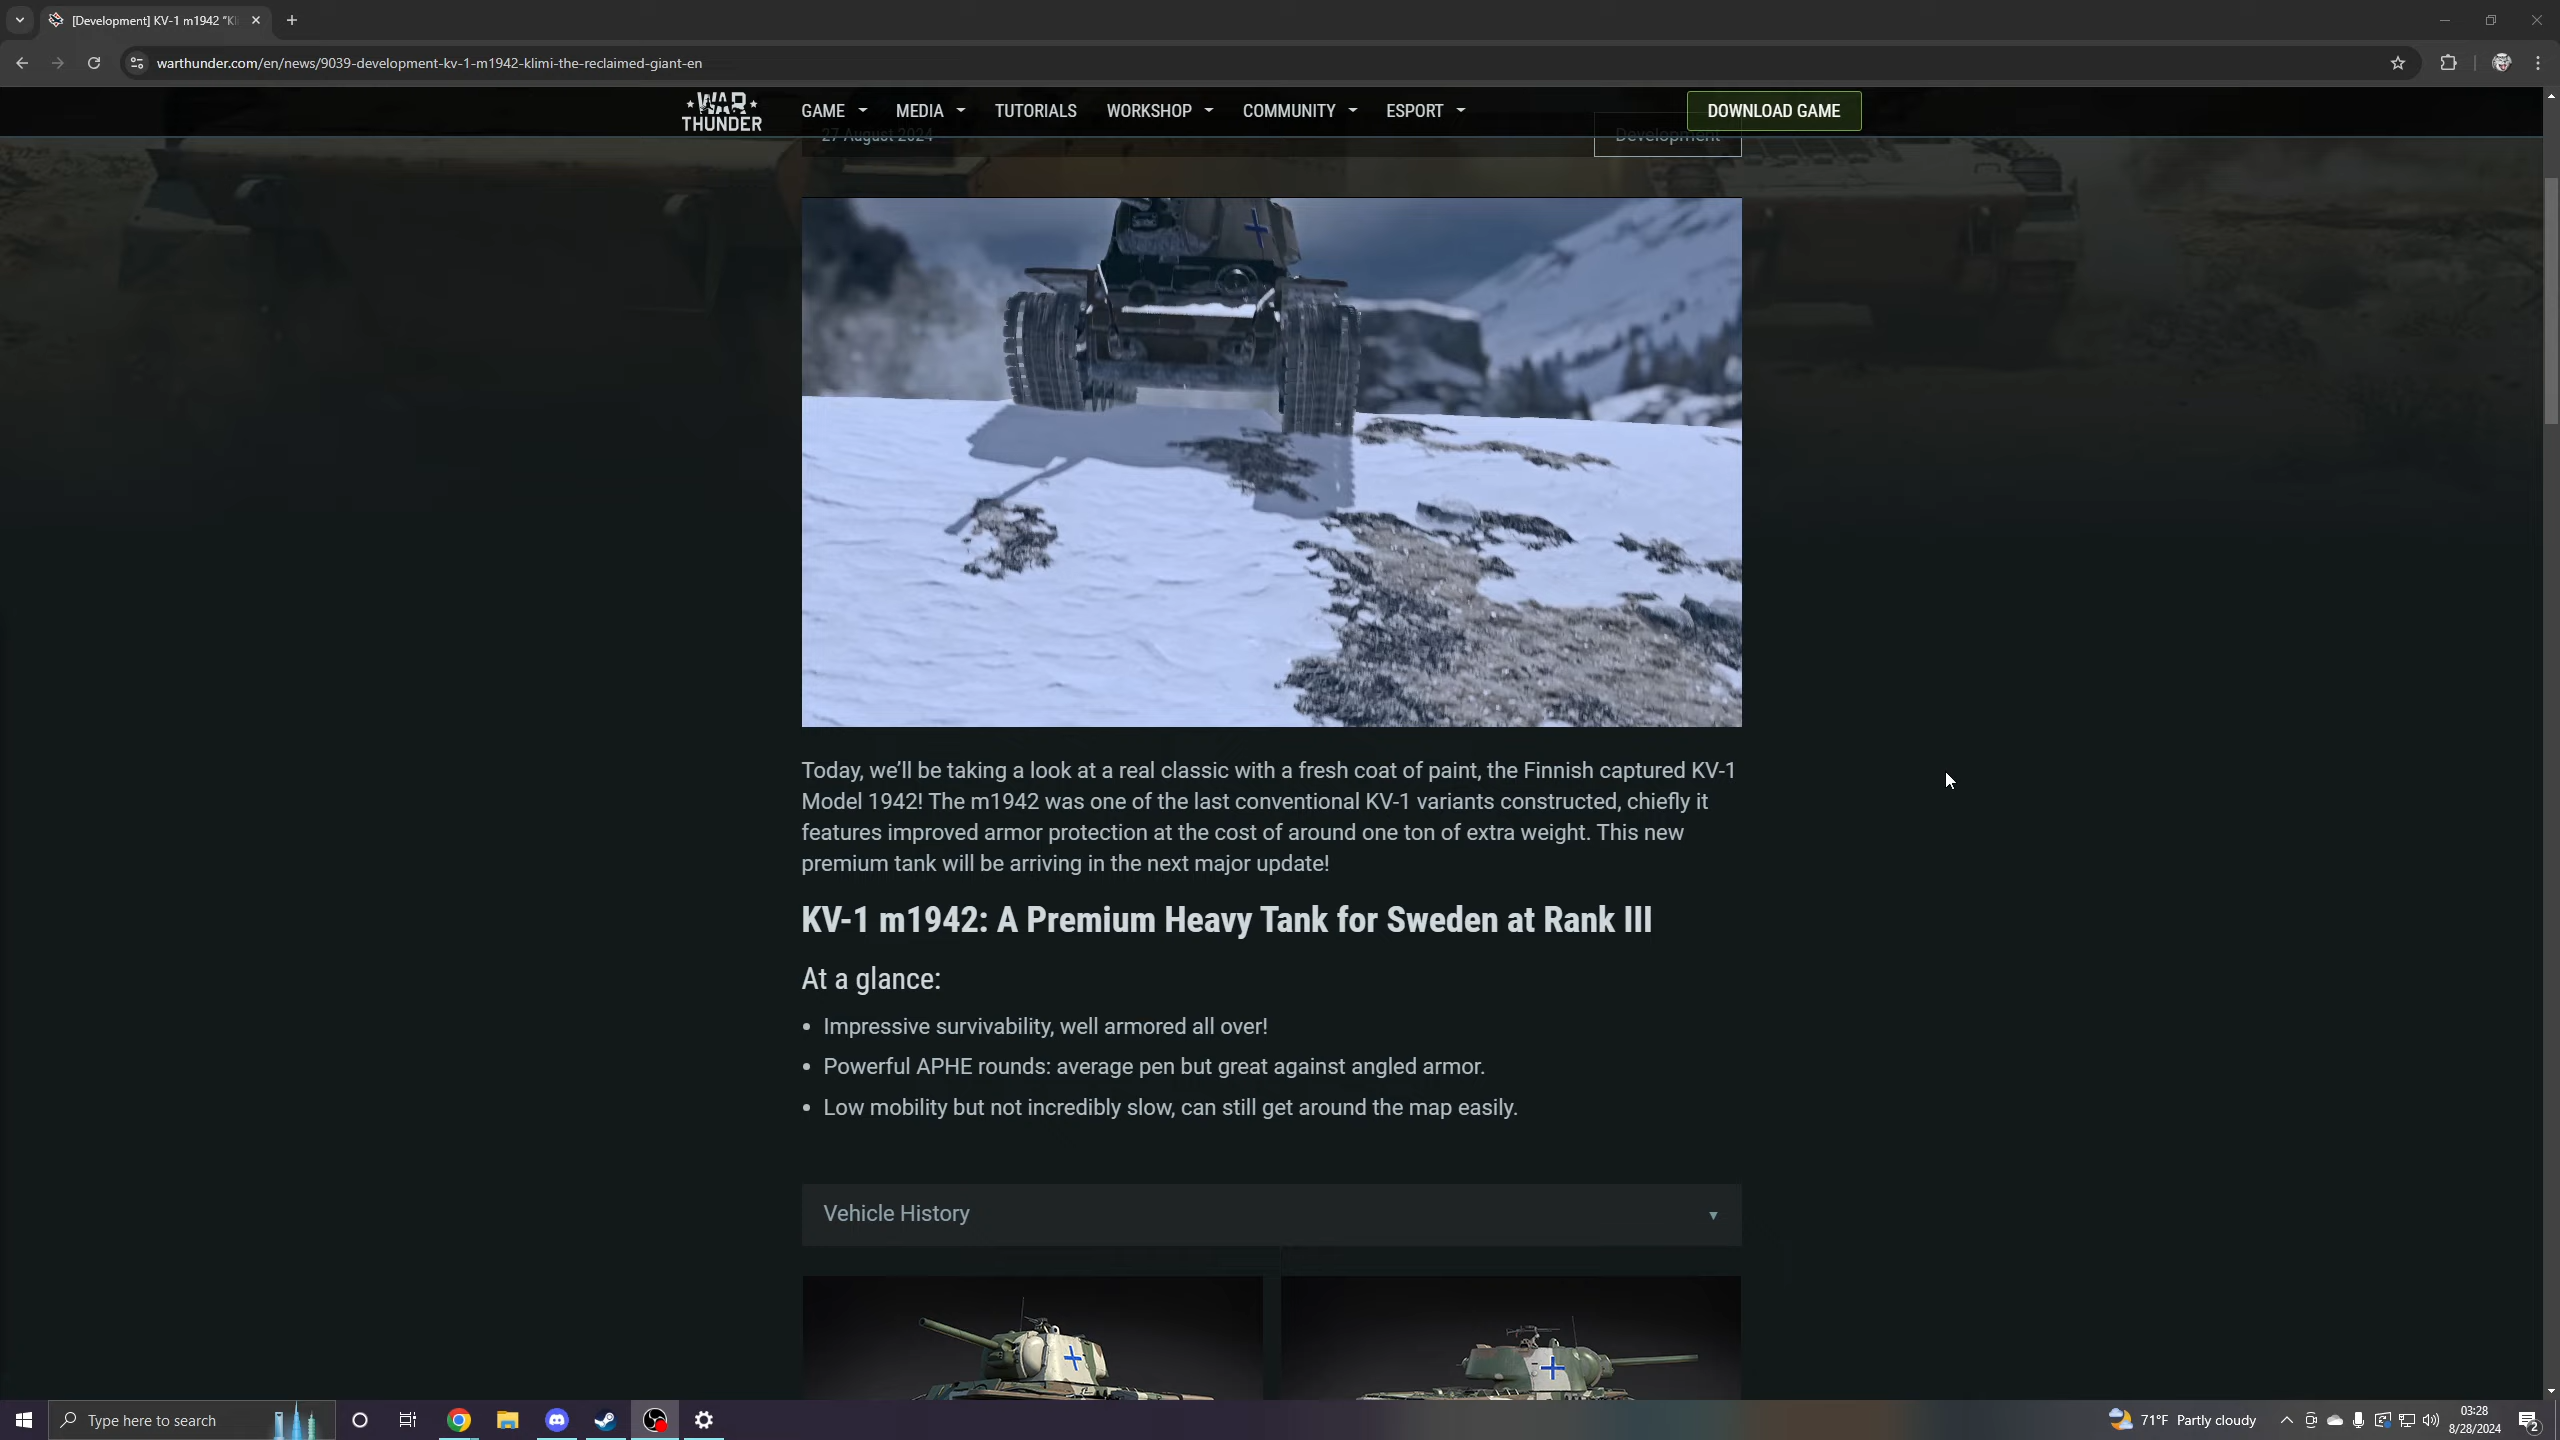 [Development] KV-1 m1942 "Kl
warthunder.com/en/news/9039-development-kv-1-m1942-klimi-the-reclaimed-giant-en
WAR THUNDER
GAME
MEDIA
TUTORIALS
WORKSHOP
COMMUNITY
ESPORT
DOWNLOAD GAME
27 August 2024
Development
Today, we’ll be taking a look at a real classic with a fresh coat of paint, the Finnish captured KV-1
Model 1942! The m1942 was one of the last conventional KV-1 variants constructed, chiefly it
features improved armor protection at the cost of around one ton of extra weight. This new
premium tank will be arriving in the next major update!
KV-1 m1942: A Premium Heavy Tank for Sweden at Rank III
At a glance:
• Impressive survivability, well armored all over!
• Powerful APHE rounds: average pen but great against angled armor.
• Low mobility but not incredibly slow, can still get around the map easily.
Vehicle History
Type here to search
71°F Partly cloudy
03:28
8/28/2024
2